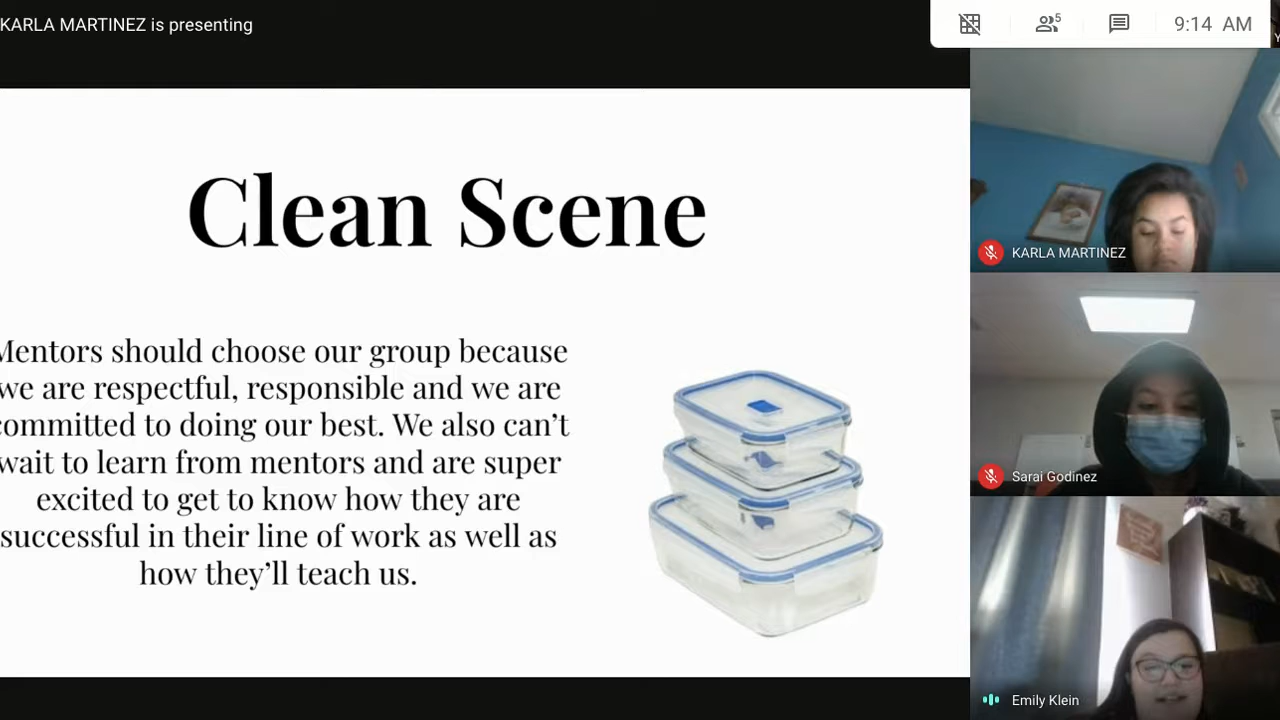 KARLA MARTINEZ is presenting
5
9:14 AM
Clean Scene
Mentors should choose our group because
we are respectful, responsible and we are
committed to doing our best. We also can't
wait to learn from mentors and are super
excited to get to know how they are
successful in their line of work as well as
how they'll teach us.
KARLA MARTINEZ
Sarai Godinez
Emily Klein